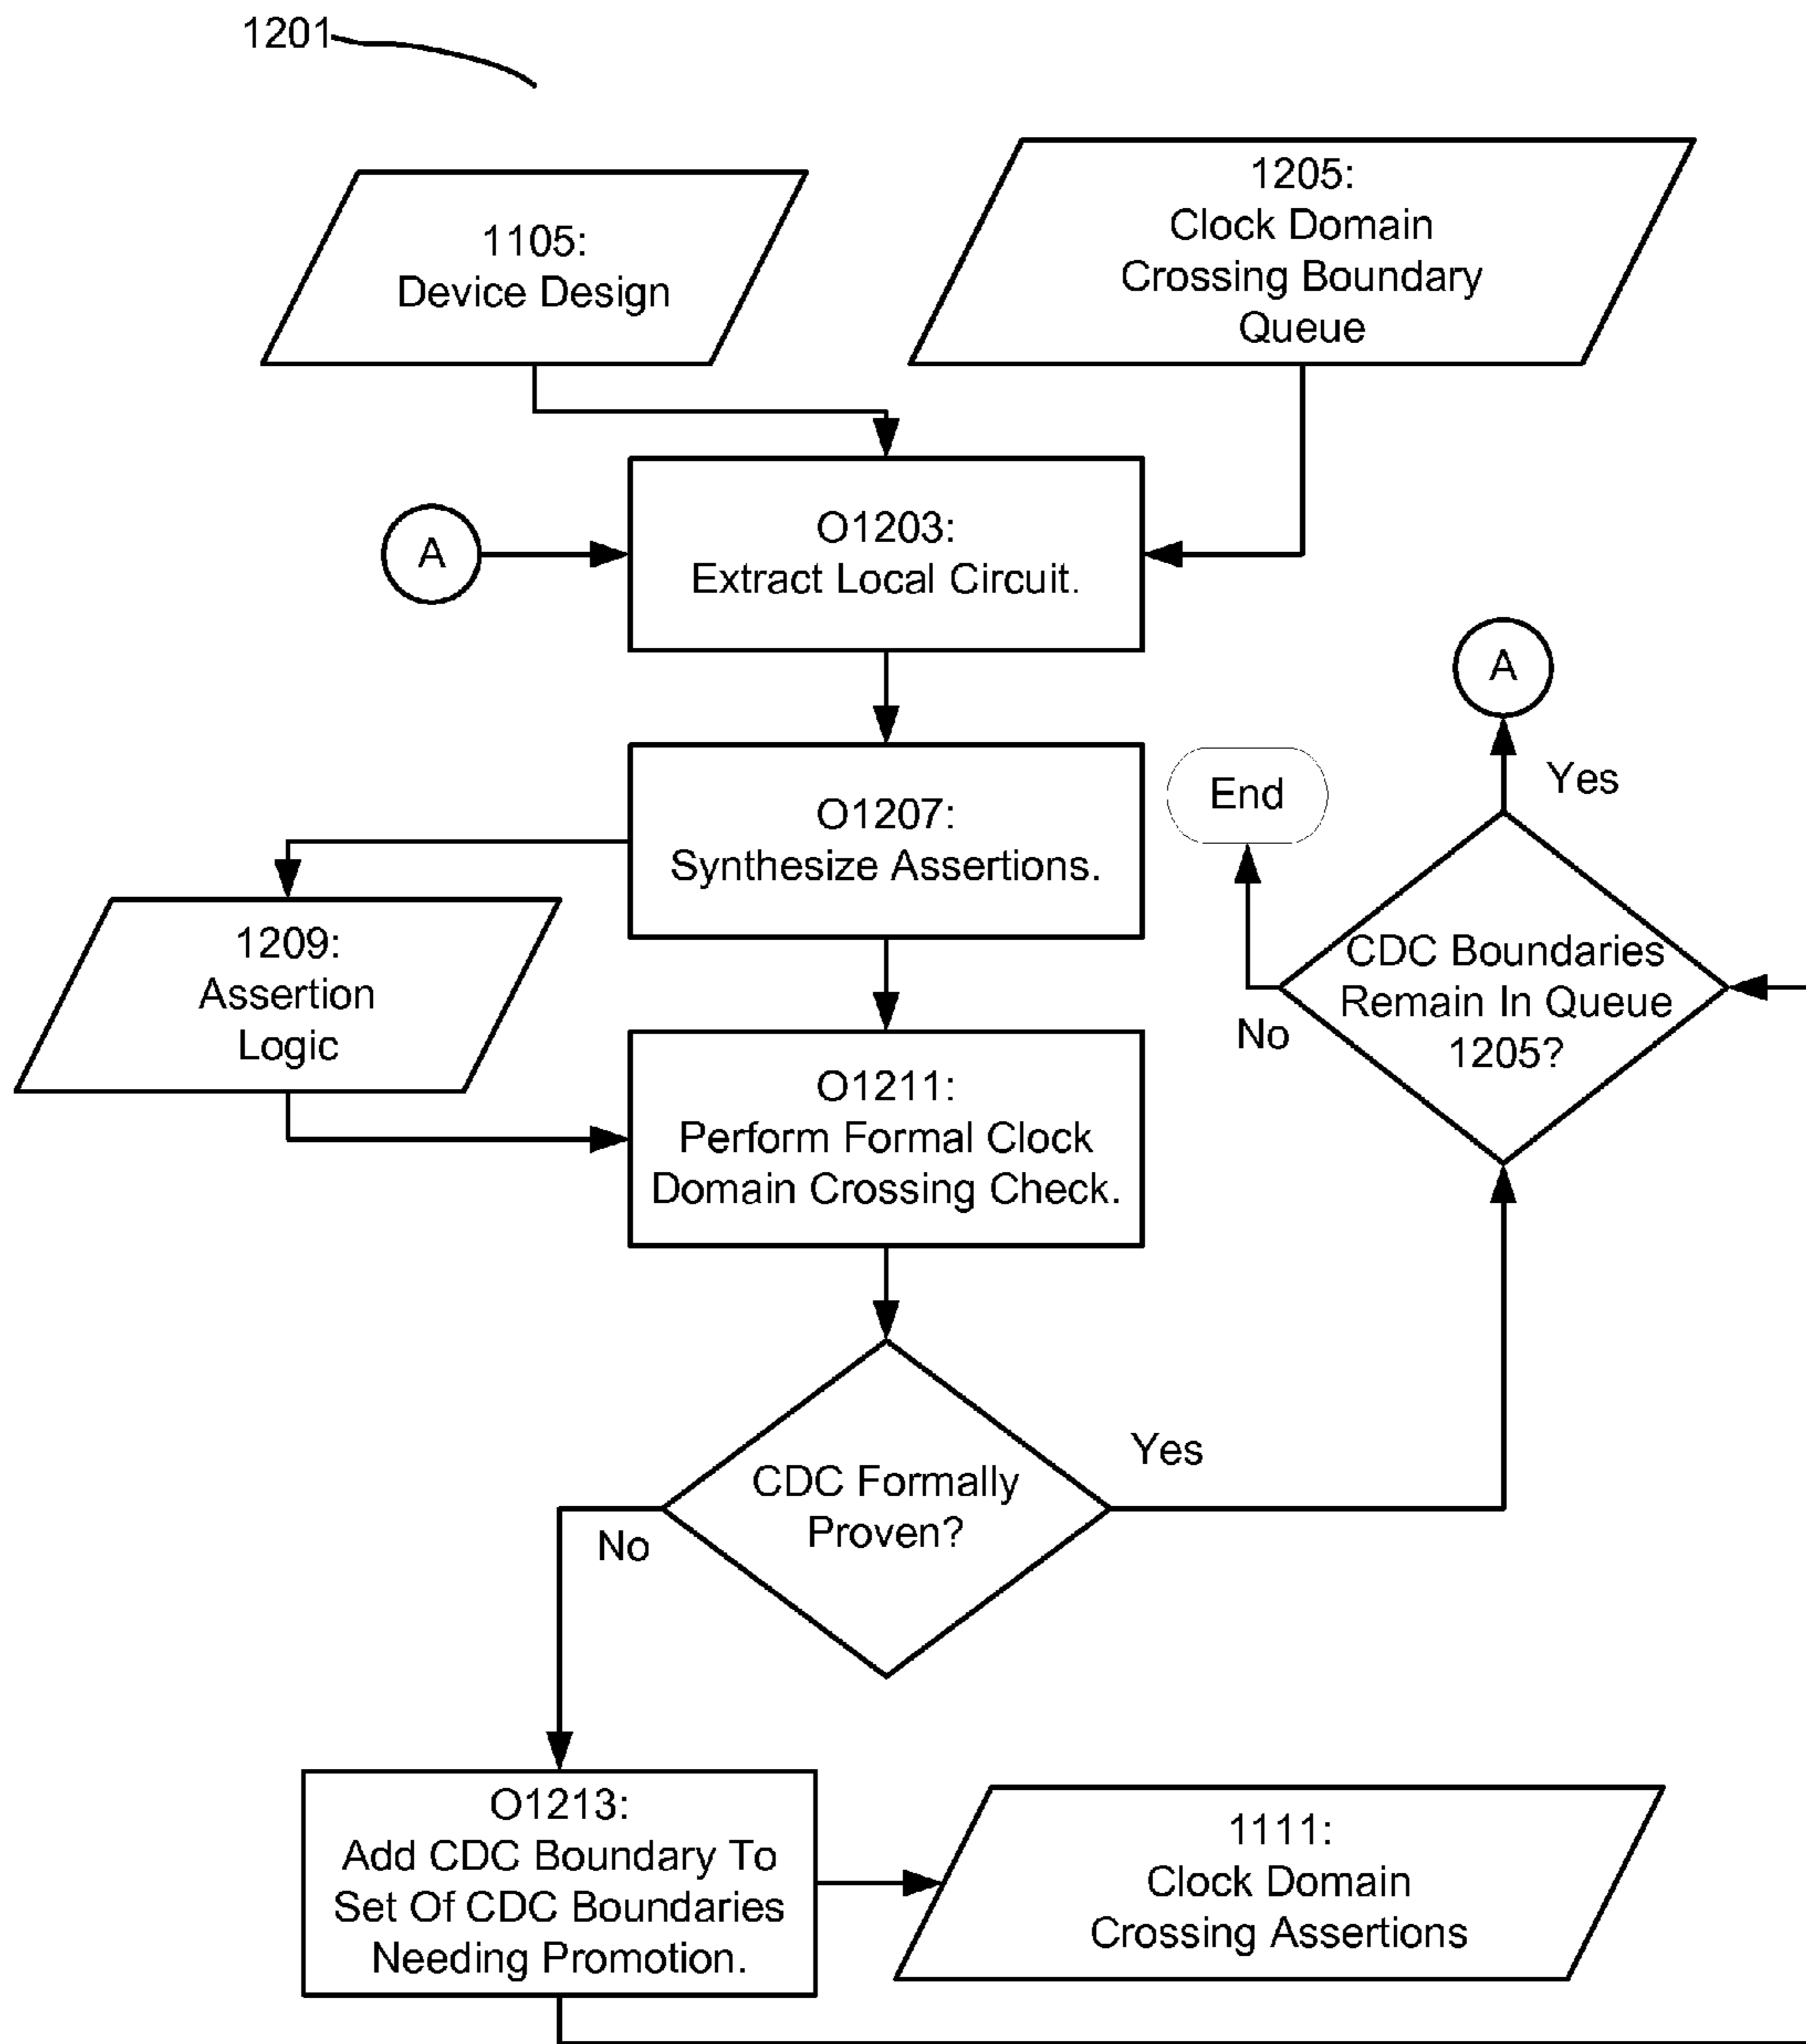 1201
1105:
Device Design
1205:
Clock Domain
Crossing Boundary
Queue
O1203:
Extract Local Circuit.
A
A
Yes
End
O1207:
Synthesize Assertions.
1209:
Assertion
Logic
CDC Boundaries
Remain In Queue
1205?
No
O1211:
Perform Formal Clock
Domain Crossing Check.
CDC Formally
Proven?
Yes
No
O1213:
Add CDC Boundary To
Set Of CDC Boundaries
Needing Promotion.
1111:
Clock Domain
Crossing Assertions